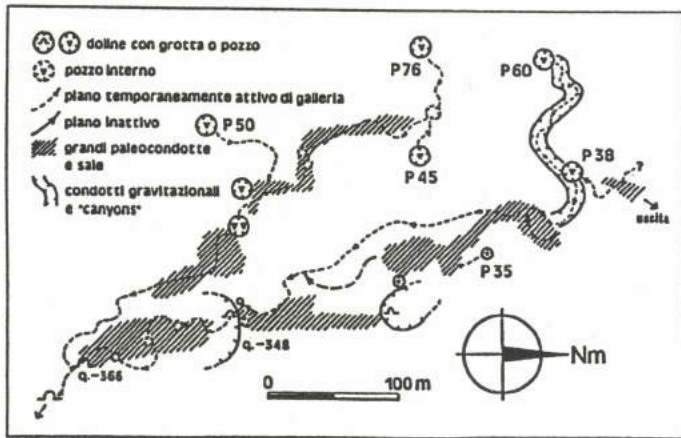 doline con grotta o pozzo
pozzo interno
piano temporaneamente attivo di galleria
piano inattivo
grandi paleocondotte
e sale
condotti gravitazionali
e "canyons"
P76
P60
P50
P38
P45
?
uscita
P35
q.-348
q.-366
0 100 m
Nm